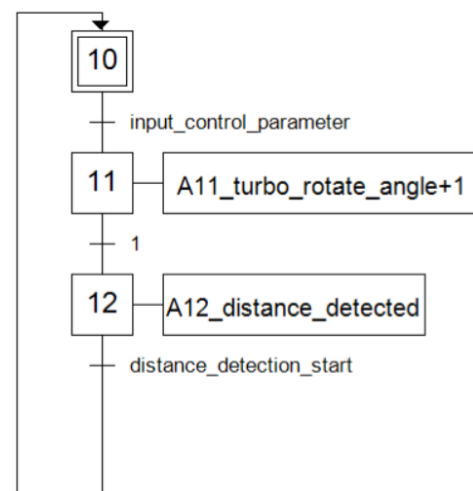 10
input_control_parameter
11
A11_turbo_rotate_angle+1
1
12
A12_distance_detected
distance_detection_start